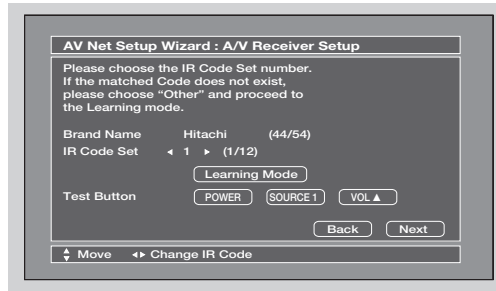 AV Net Setup Wizard : A/V Receiver Setup
Please choose the IR Code Set number.
If the matched Code does not exist,
please choose “Other” and proceed to
the Learning mode.
Brand Name Hitachi (44/54)
IR Code Set ◂ 1 ▸ (1/12)
Learning Mode
Test Button POWER SOURCE 1 VOL ▲
Back Next
▲▼ Move ◂▸ Change IR Code